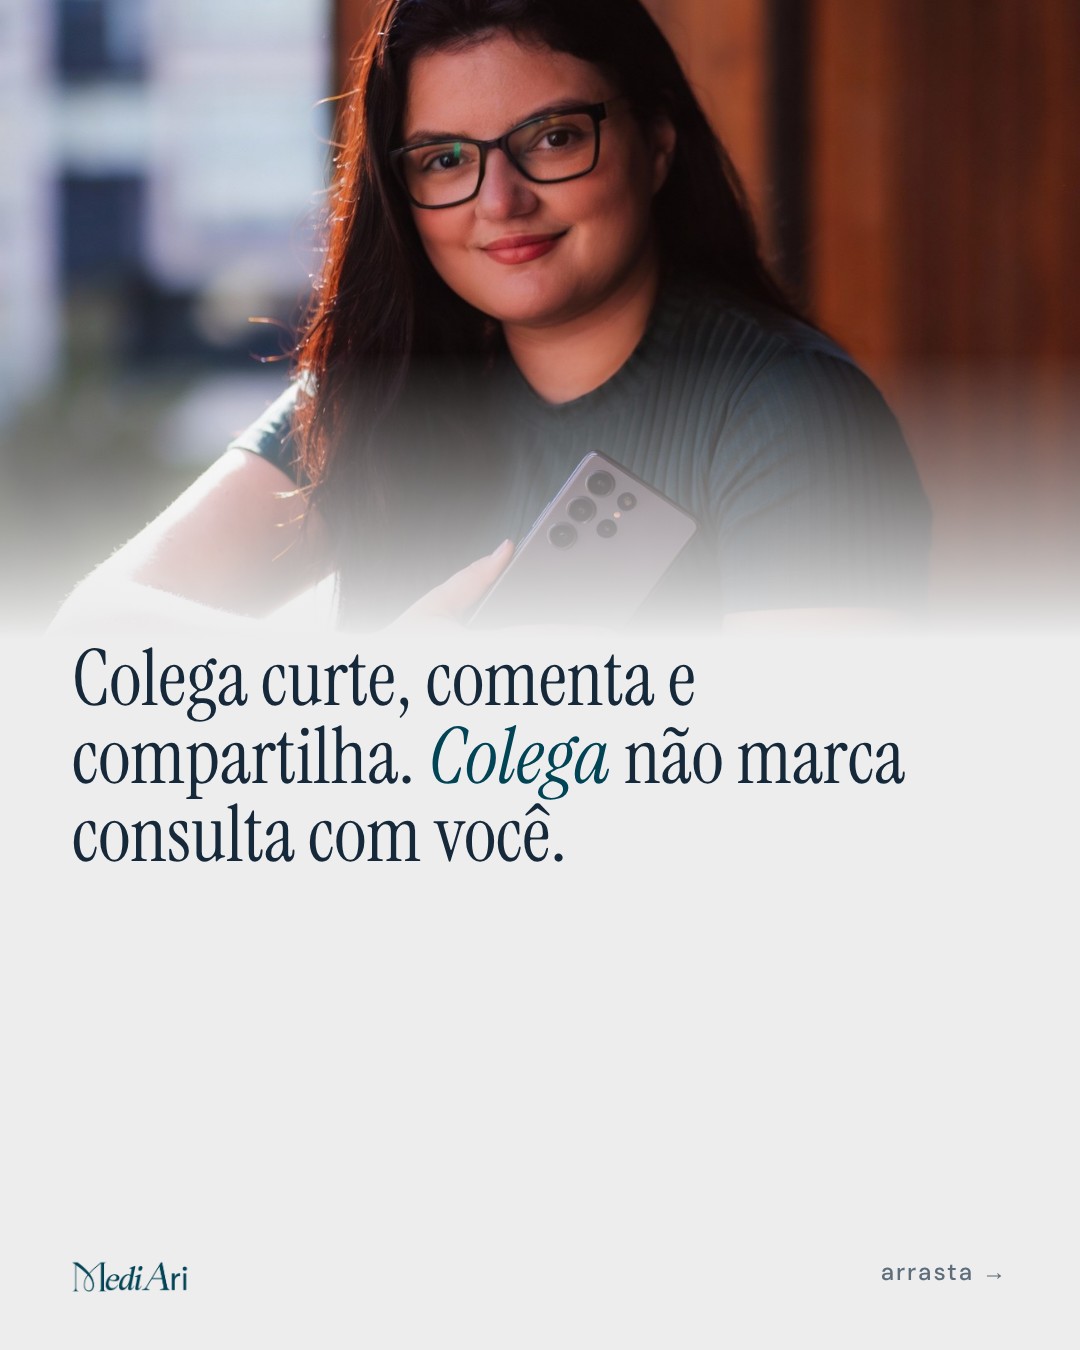 Colega curte, comenta e
compartilha. Colega não marca
consulta com você.
MediAri
arrasta →